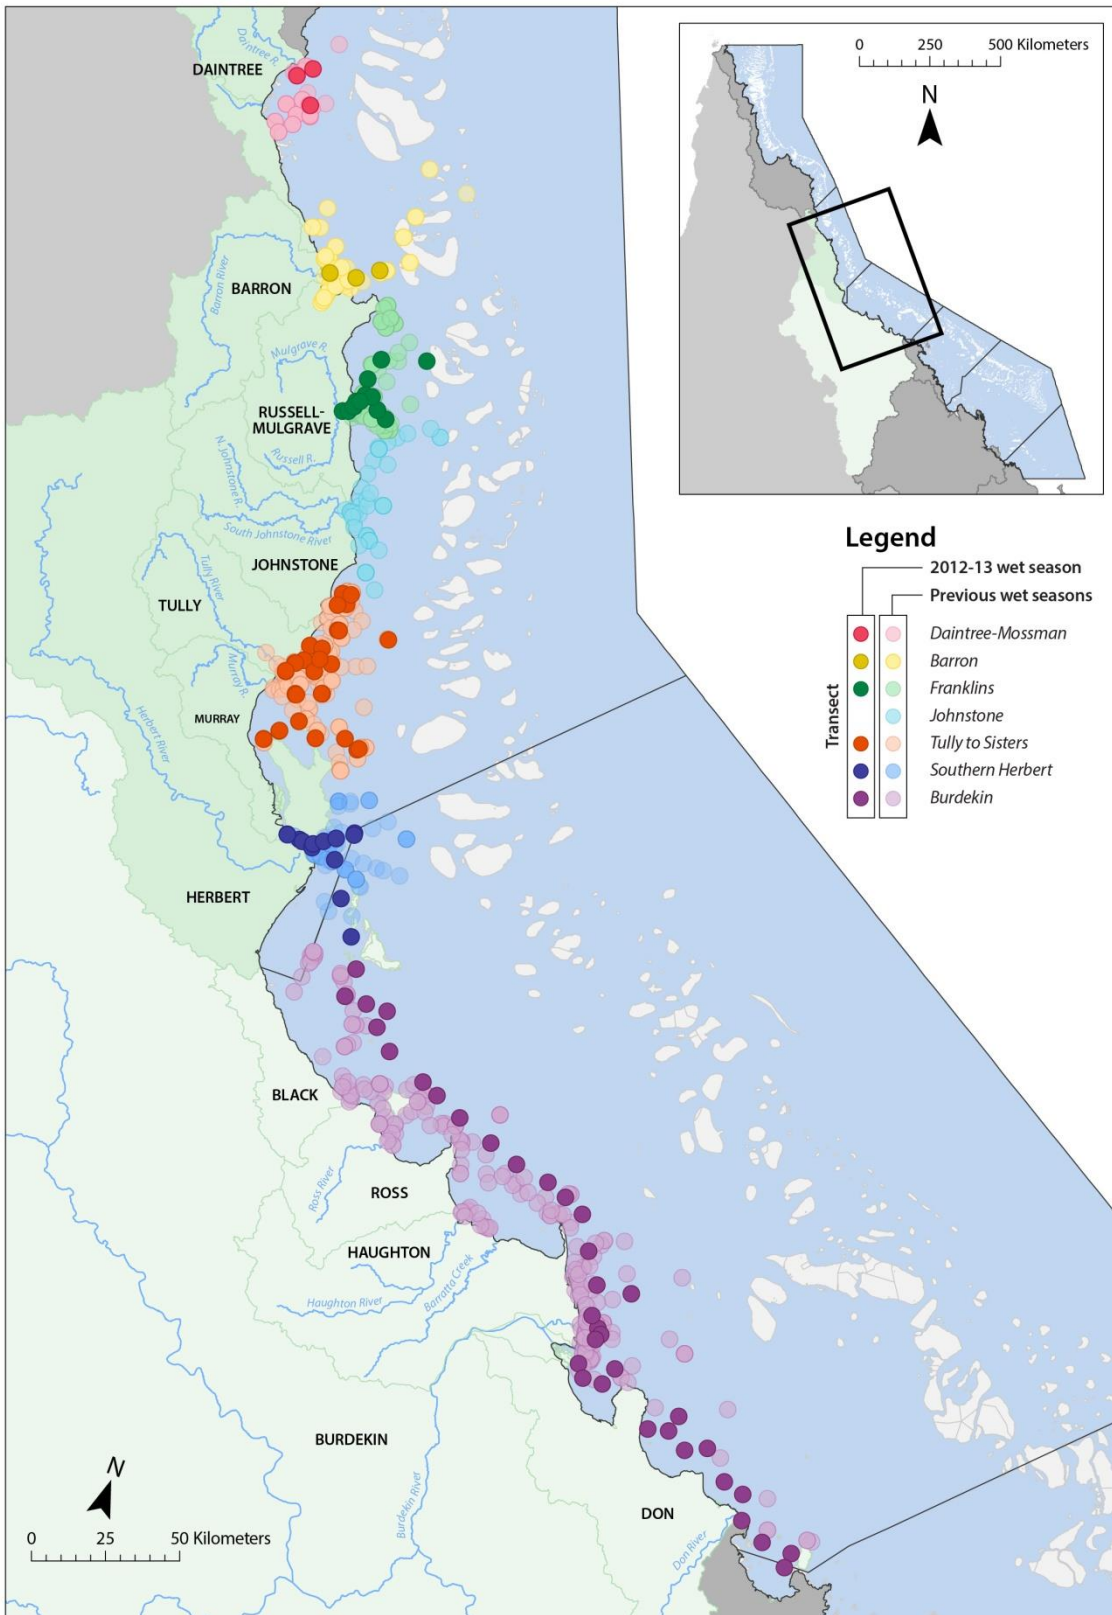 Daintree R.
DAINTREE
0 250 500 Kilometers
N
Barron River
BARRON
Mulgrave R.
RUSSELL-
MULGRAVE
Russell R.
N. Johnstone R.
South Johnstone River
JOHNSTONE
Tully River
TULLY
Murray R.
MURRAY
Herbert River
HERBERT
Legend
2012-13 wet season
Previous wet seasons
Transect
Daintree-Mossman
Barron
Franklins
Johnstone
Tully to Sisters
Southern Herbert
Burdekin
BLACK
Ross River
ROSS
HAUGHTON
Haughton River
Barratta Creek
BURDEKIN
Burdekin River
DON
Don River
N
0 25 50 Kilometers